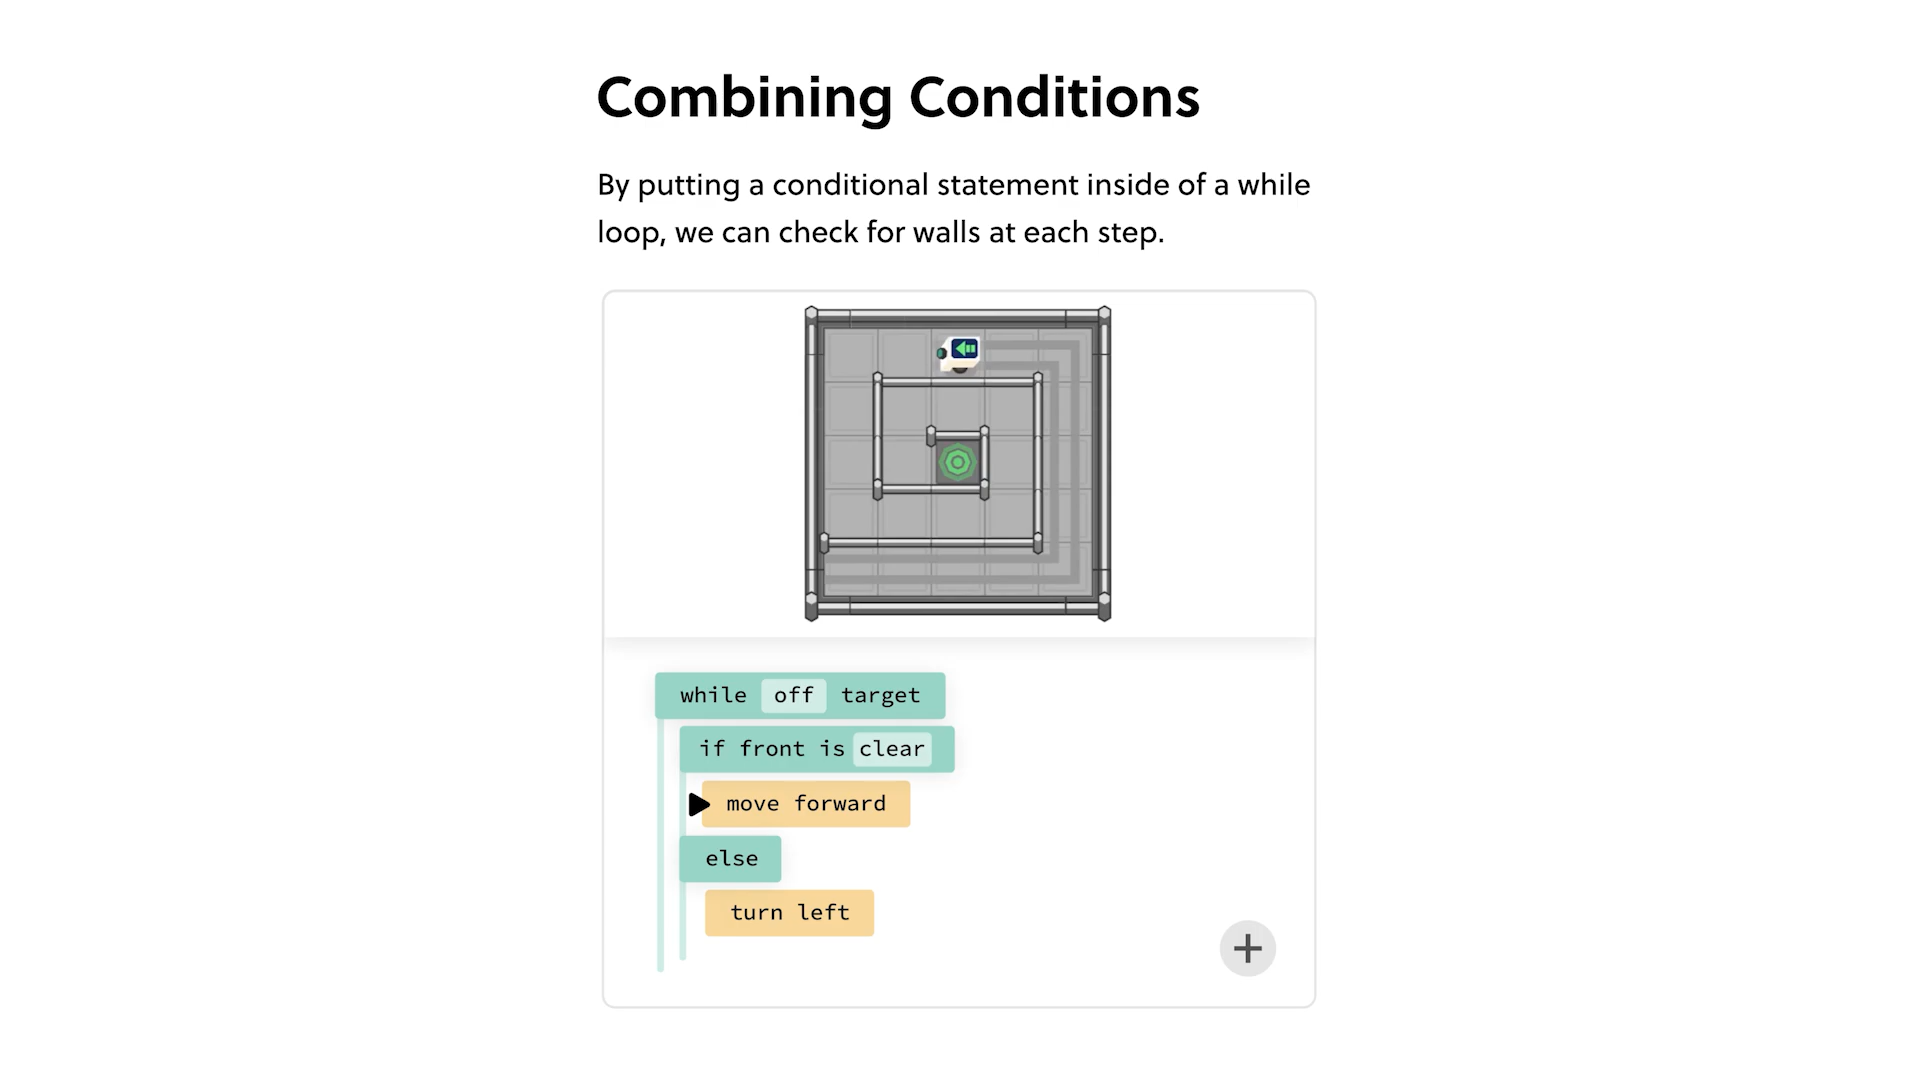 Combining Conditions
By putting a conditional statement inside of a while
loop, we can check for walls at each step.
while off target
if front is clear
move forward
else
turn left